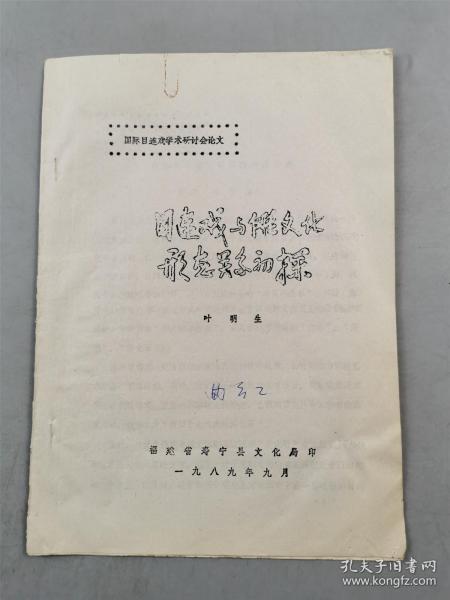 国际目连戏学术研讨会论文
目连戏与傩文化
形态异象初探
叶明生
福建省寿宁县文化局印
一九八九年九月
孔夫子旧书网
www.kongfz.com